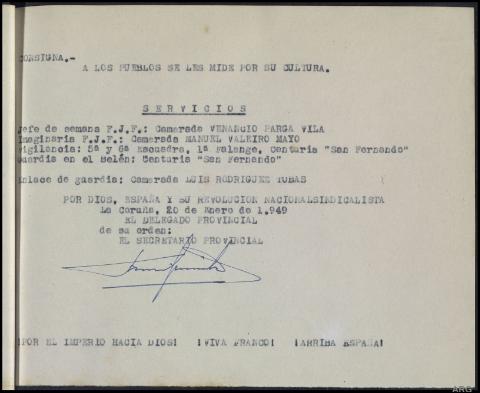 CONSIGNA.-
A LOS PUEBLOS SE LES MIDE POR SU CULTURA.
SERVICIOS
Jefe de semana F.J.F.: Camarada VENANCIO PARGA VILA
Imaginaria F.J.F.: Camarada MANUEL VALEIRO MAYO
Vigilancia: 5ª y 6ª Escuadra, 1ª Falange, Centuria "San Fernando"
Guardia en el Belén: Centuria "San Fernando"
Enlace de guardia: Camarada LUIS RODRIGUEZ TUBAS
POR DIOS, ESPAÑA Y SU REVOLUCION NACIONALSINDICALISTA
La Coruña, 20 de Enero de 1.949
EL DELEGADO PROVINCIAL
de su orden:
EL SECRETARIO PROVINCIAL
¡POR EL IMPERIO HACIA DIOS! ¡VIVA FRANCO! ¡ARRIBA ESPAÑA!
ARG